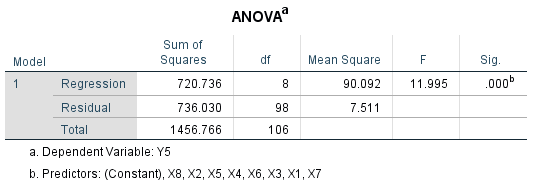 ANOVAa
Model Sum of Squares df Mean Square F Sig.
1 Regression 720.736 8 90.092 11.995 .000b
Residual 736.030 98 7.511
Total 1456.766 106
a. Dependent Variable: Y5
b. Predictors: (Constant), X8, X2, X5, X4, X6, X3, X1, X7